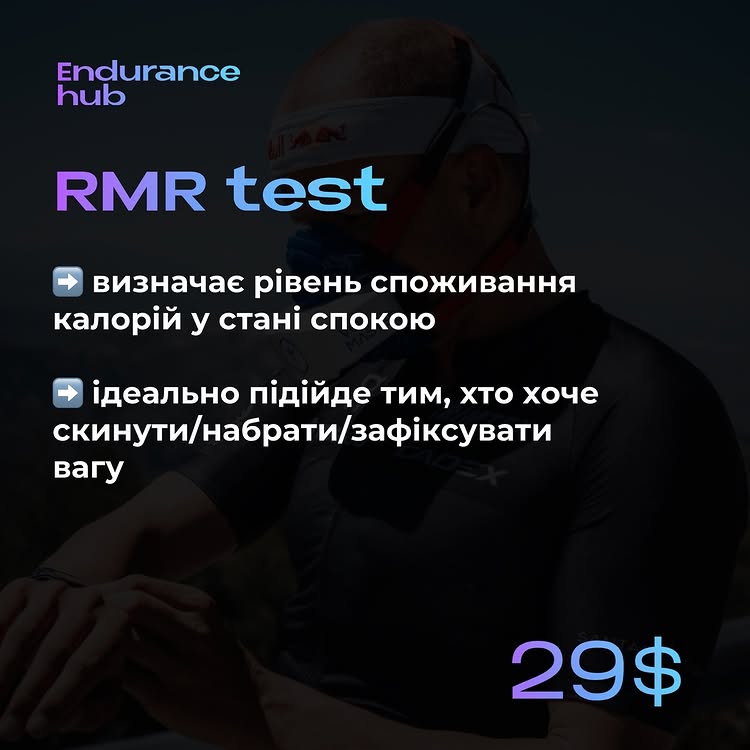 Endurance
hub
RMR test
➡️ визначає рівень споживання
калорій у стані спокою
➡️ ідеально підійде тим, хто хоче
скинути/набрати/зафіксувати
вагу
29$